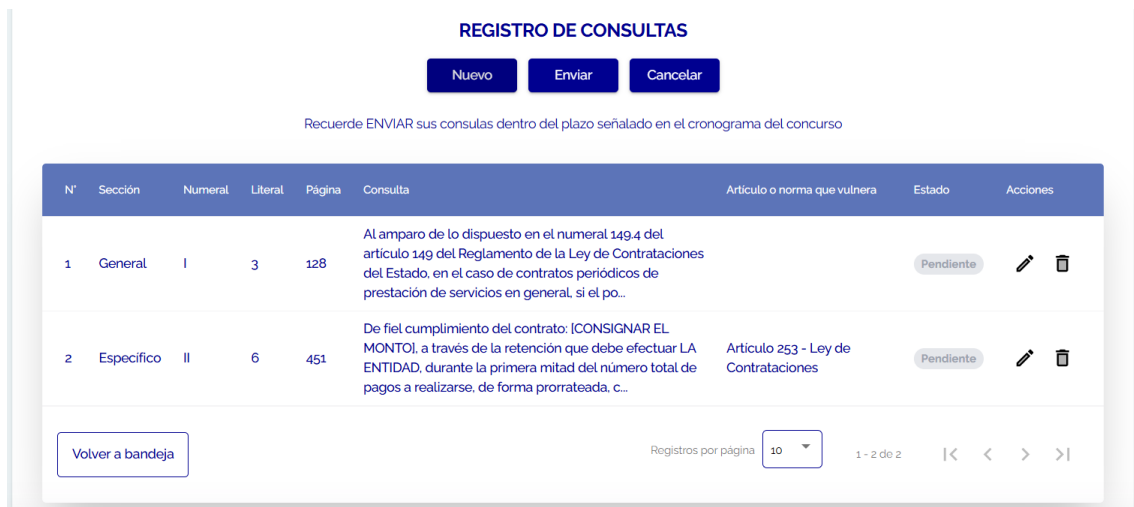 REGISTRO DE CONSULTAS
Nuevo Enviar Cancelar
Recuerde ENVIAR sus consulas dentro del plazo señalado en el cronograma del concurso
N° Sección Numeral Literal Página Consulta Artículo o norma que vulnera Estado Acciones
Al amparo de lo dispuesto en el numeral 149.4 del
artículo 149 del Reglamento de la Ley de Contrataciones
1 General I 3 128 del Estado, en el caso de contratos periódicos de Pendiente
prestación de servicios en general, si el po...
De fiel cumplimiento del contrato: [CONSIGNAR EL
MONTO], a través de la retención que debe efectuar LA Artículo 253 - Ley de
2 Específico II 6 451 ENTIDAD, durante la primera mitad del número total de Contrataciones Pendiente
pagos a realizarse, de forma prorrateada, c...
Volver a bandeja Registros por página 10 1 - 2 de 2